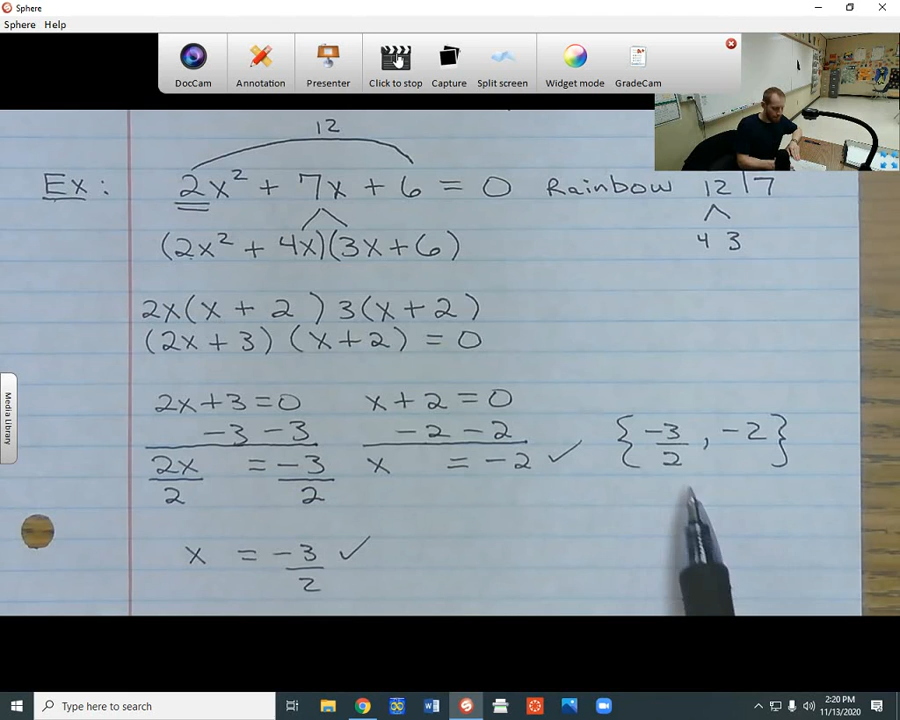 Sphere
Sphere Help
DocCam Annotation Presenter Click to stop Capture Split screen Widget mode GradeCam
12
Ex: 2x² + 7x + 6 = 0 Rainbow 12 | 7
4 3
(2x² + 4x)(3x + 6)
2x(x + 2) 3(x + 2)
(2x + 3)(x + 2) = 0
2x + 3 = 0 x + 2 = 0
-3 -3 -2 -2
2x/2 = -3/2 x = -2 ✓ {-3/2, -2}
x = -3/2 ✓
Media Library
Type here to search
2:20 PM
11/13/2020